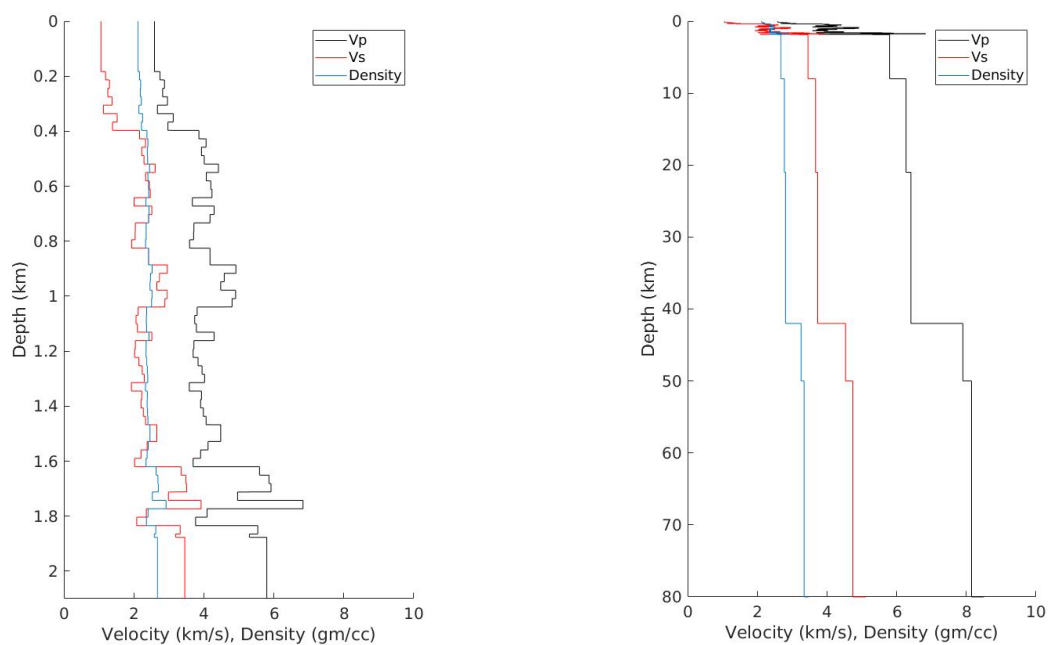 0
0.2
0.4
0.6
0.8
1
1.2
1.4
1.6
1.8
2
Depth (km)
0 2 4 6 8 10
Velocity (km/s), Density (gm/cc)
Vp
Vs
Density
0
10
20
30
40
50
60
70
80
Depth (km)
0 2 4 6 8 10
Velocity (km/s), Density (gm/cc)
Vp
Vs
Density